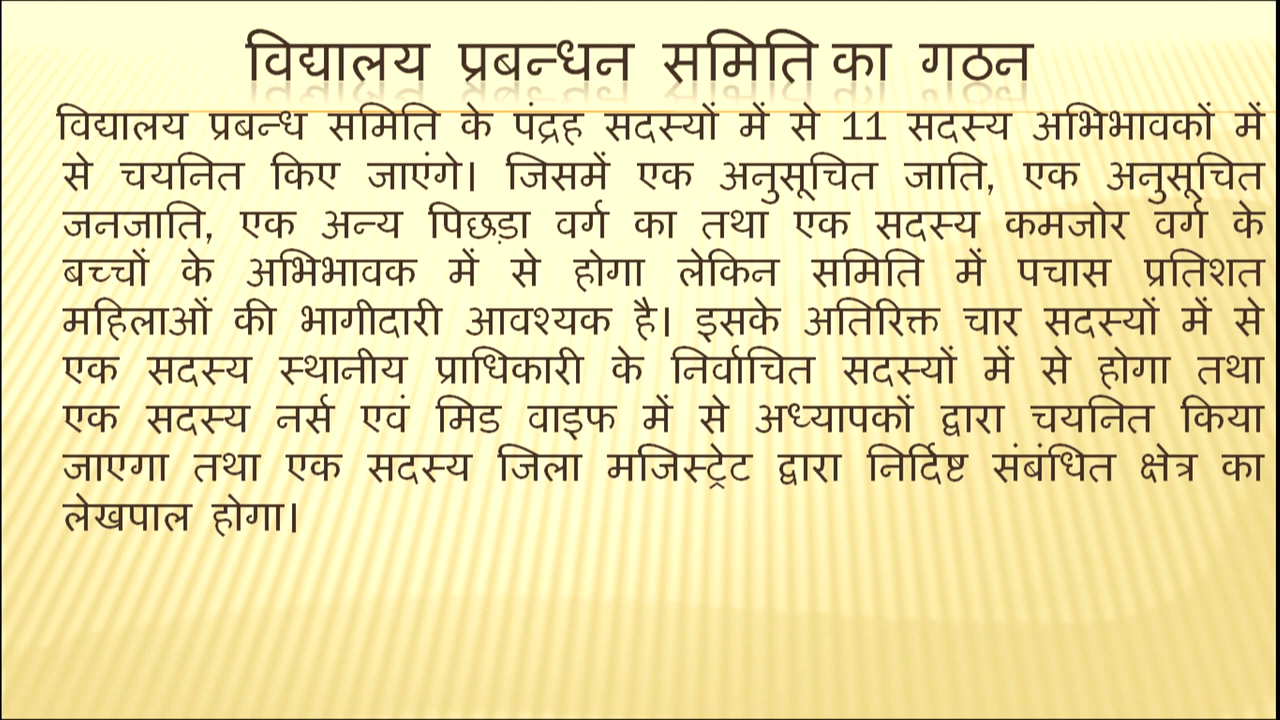 विद्यालय प्रबन्धन समिति का गठन
विद्यालय प्रबन्ध समिति के पंद्रह सदस्यों में से 11 सदस्य अभिभावकों में
से चयनित किए जाएंगे। जिसमें एक अनुसूचित जाति, एक अनुसूचित
जनजाति, एक अन्य पिछड़ा वर्ग का तथा एक सदस्य कमजोर वर्ग के
बच्चों के अभिभावक में से होगा लेकिन समिति में पचास प्रतिशत
महिलाओं की भागीदारी आवश्यक है। इसके अतिरिक्त चार सदस्यों में से
एक सदस्य स्थानीय प्राधिकारी के निर्वाचित सदस्यों में से होगा तथा
एक सदस्य नर्स एवं मिड वाइफ में से अध्यापकों द्वारा चयनित किया
जाएगा तथा एक सदस्य जिला मजिस्ट्रेट द्वारा निर्दिष्ट संबंधित क्षेत्र का
लेखपाल होगा।